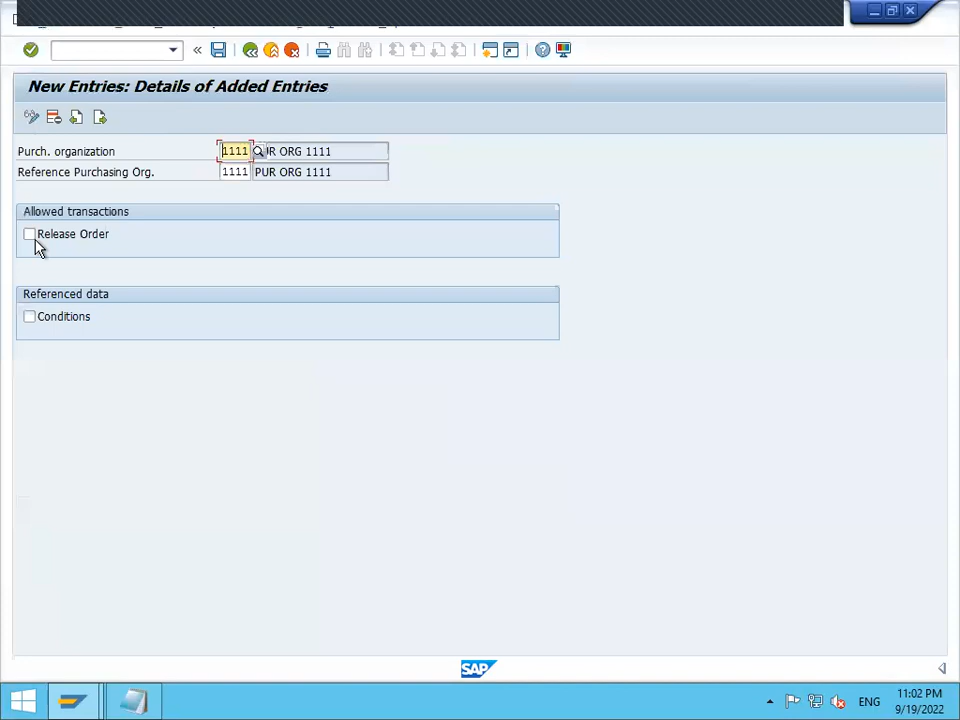 New Entries: Details of Added Entries
Purch. organization 1111 R ORG 1111
Reference Purchasing Org. 1111 PUR ORG 1111
Allowed transactions
Release Order
Referenced data
Conditions
SAP
ENG
11:02 PM
9/19/2022